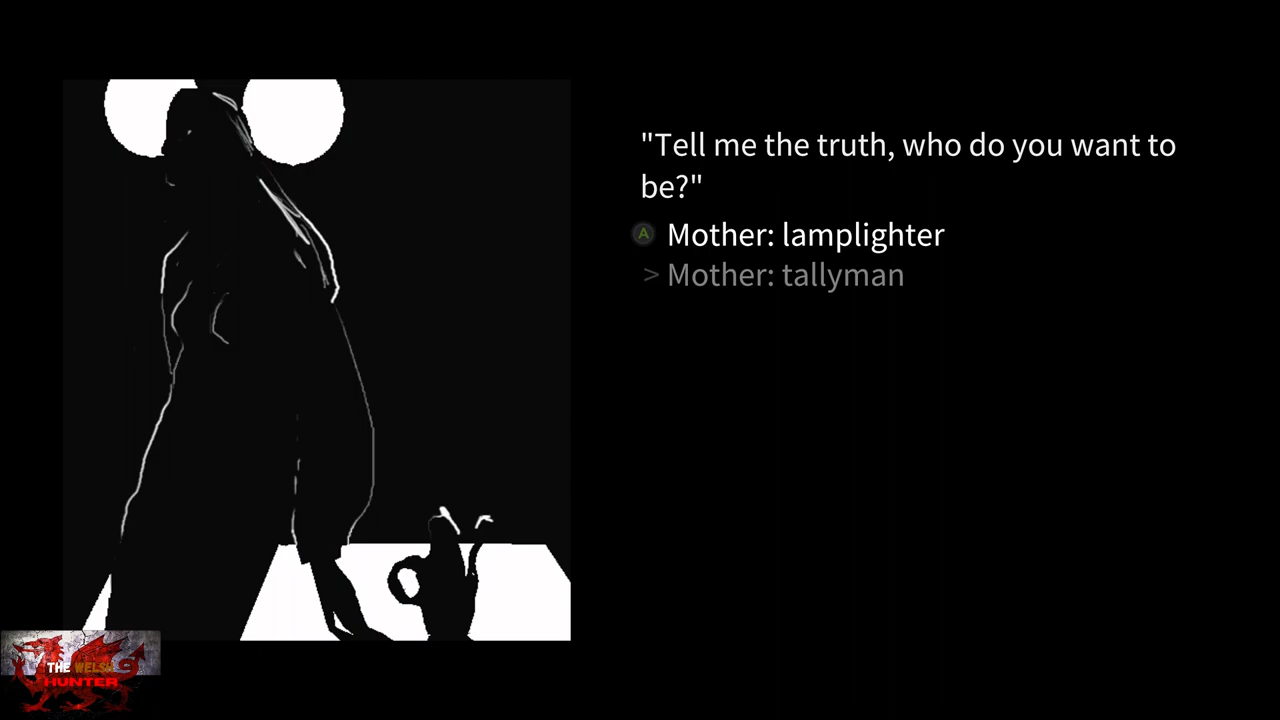 "Tell me the truth, who do you want to
be?"
A Mother: lamplighter
> Mother: tallyman
THE WELSH
HUNTER